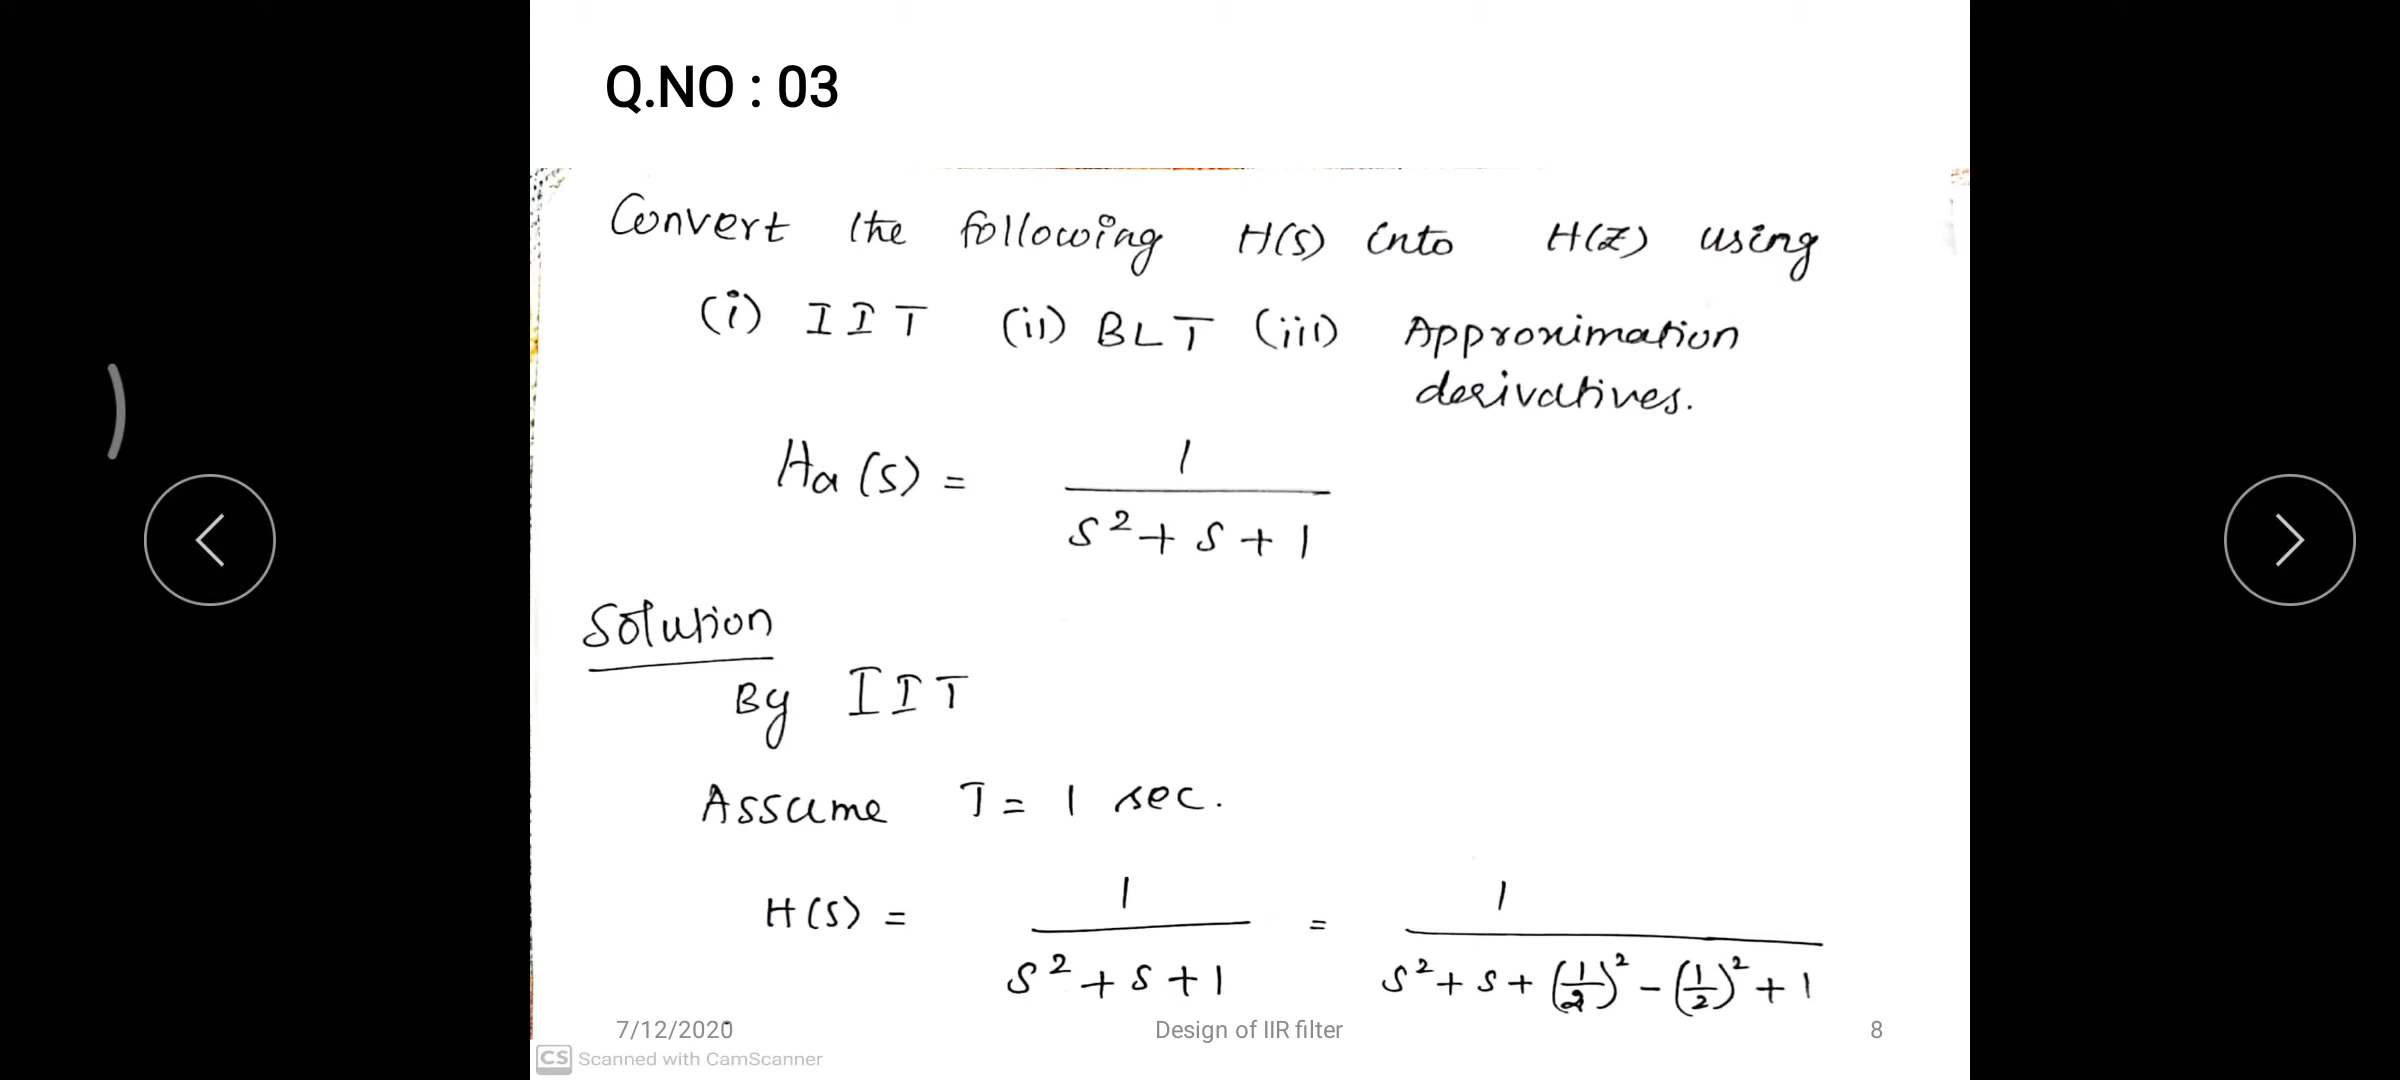 Q.NO : 03
Convert the following H(s) into H(z) using
(i) IIT (ii) BLT (iii) Approximation
derivatives.
Ha(s) = 1 / (s² + s + 1)
Solution
By IIT
Assume T = 1 sec.
H(s) = 1 / (s² + s + 1) = 1 / (s² + s + (1/2)² - (1/2)² + 1)
7/12/2020 Design of IIR filter 8
CS Scanned with CamScanner